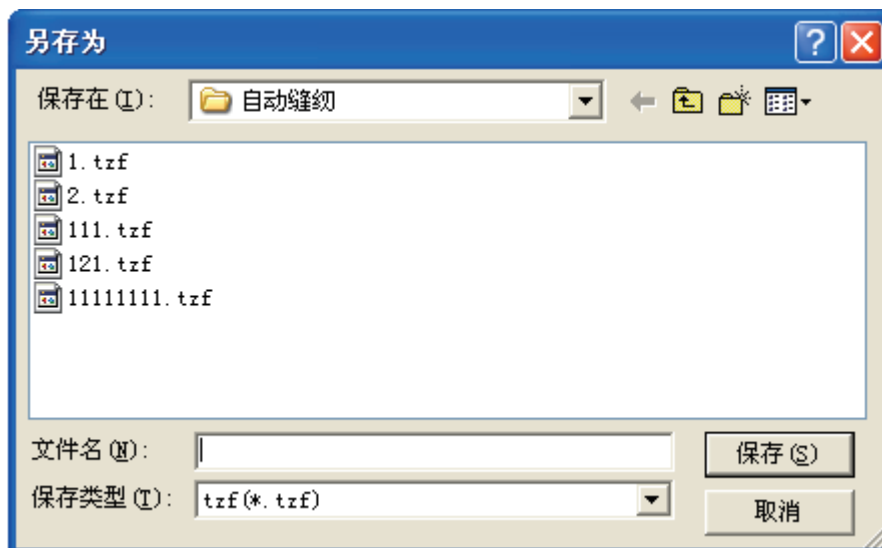 另存为
保存在(I):
自动缝纫
1.tzf
2.tzf
111.tzf
121.tzf
11111111.tzf
文件名(N):
保存(S)
保存类型(T):
tzf(*.tzf)
取消